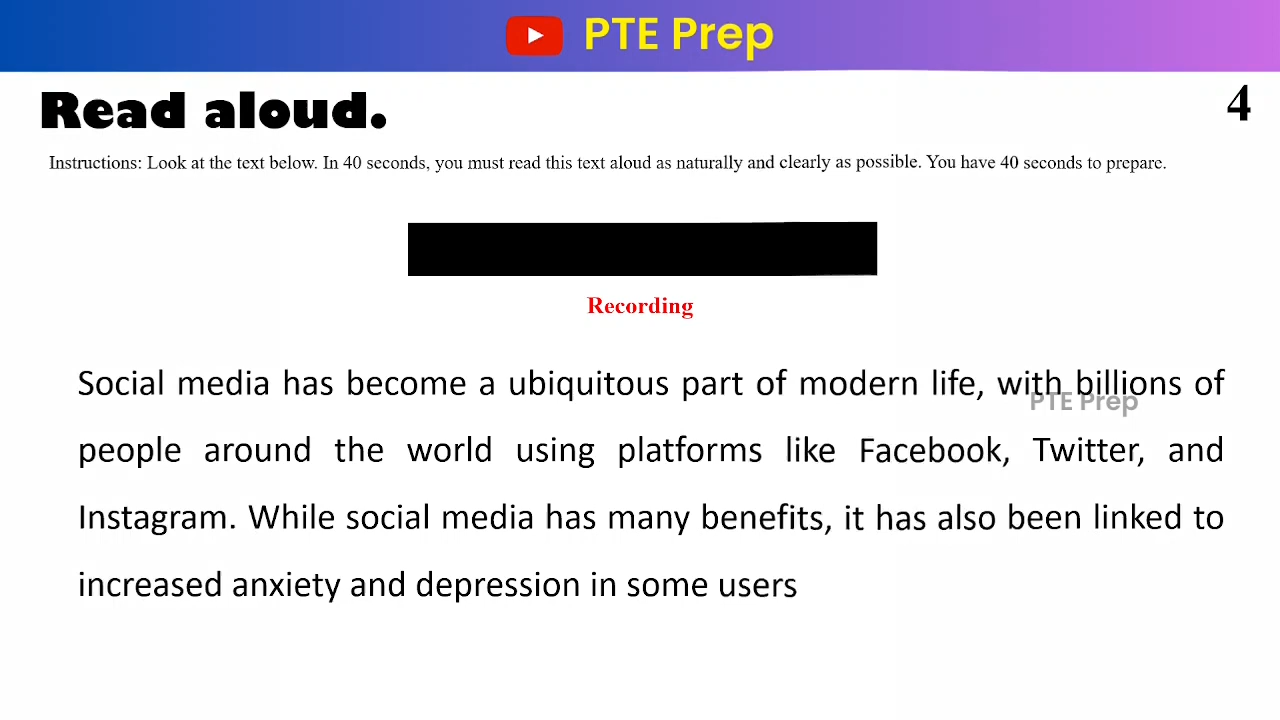 PTE Prep
Read aloud.
4
Instructions: Look at the text below. In 40 seconds, you must read this text aloud as naturally and clearly as possible. You have 40 seconds to prepare.
Recording
Social media has become a ubiquitous part of modern life, with billions of
PTE Prep
people around the world using platforms like Facebook, Twitter, and
Instagram. While social media has many benefits, it has also been linked to
increased anxiety and depression in some users